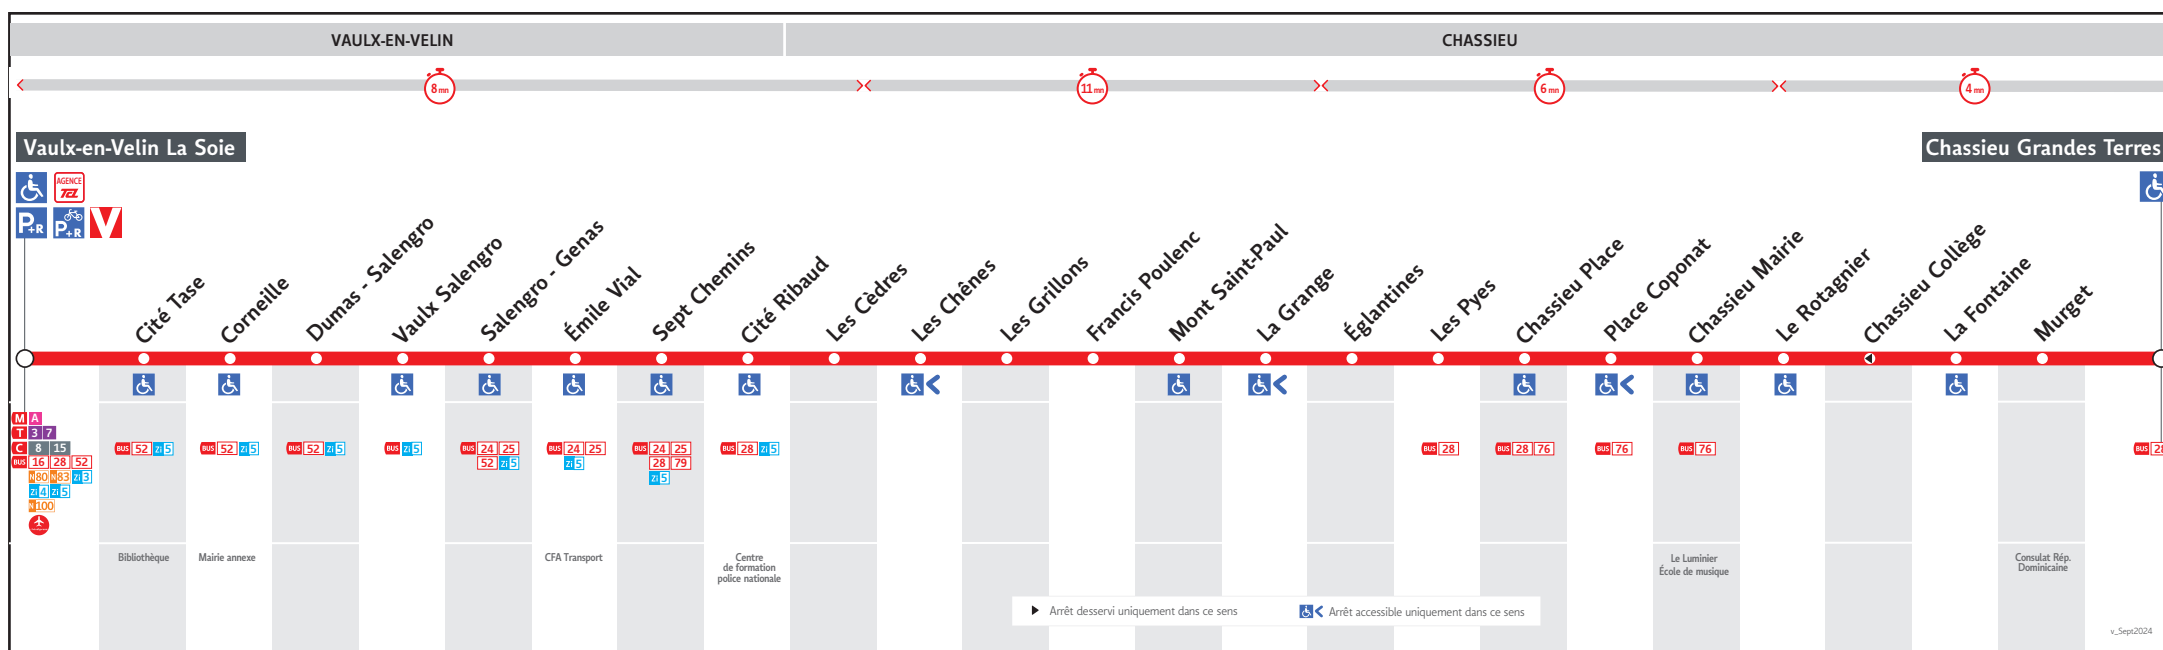 VAULX-EN-VELIN
CHASSIEU
8 mn
11 mn
6 mn
4 mn
Vaulx-en-Velin La Soie
Chassieu Grandes Terres
AGENCE
TCL
P+R
P+R
V
Cité Tase
Corneille
Dumas - Salengro
Vaulx Salengro
Salengro - Genas
Émile Vial
Sept Chemins
Cité Ribaud
Les Cèdres
Les Chênes
Les Grillons
Francis Poulenc
Mont Saint-Paul
La Grange
Églantines
Les Pyes
Chassieu Place
Place Coponat
Chassieu Mairie
Le Rotagnier
Chassieu Collège
La Fontaine
Murget
M A
T 3 7
C 8 15
BUS 16 28 52
N80 N83 Zi 3
Zi 4 Zi 5
N100
BUS 52 Zi 5
BUS 52 Zi 5
BUS 52 Zi 5
BUS Zi 5
BUS 24 25
52 Zi 5
BUS 24 25
Zi 5
BUS 24 25
28 79
Zi 5
BUS 28 Zi 5
BUS 28
BUS 28 76
BUS 76
BUS 76
BUS 28
Bibliothèque
Mairie annexe
CFA Transport
Centre
de formation
police nationale
Le Luminier
École de musique
Consulat Rép.
Dominicaine
Arrêt desservi uniquement dans ce sens
Arrêt accessible uniquement dans ce sens
v_Sept2024